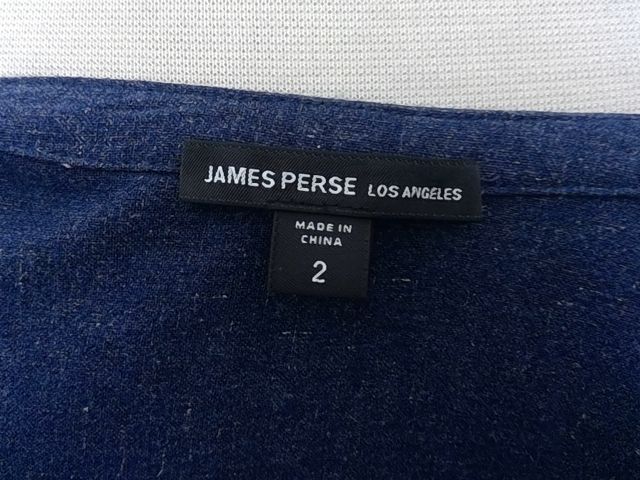 JAMES PERSE LOS ANGELES
MADE IN
CHINA
2